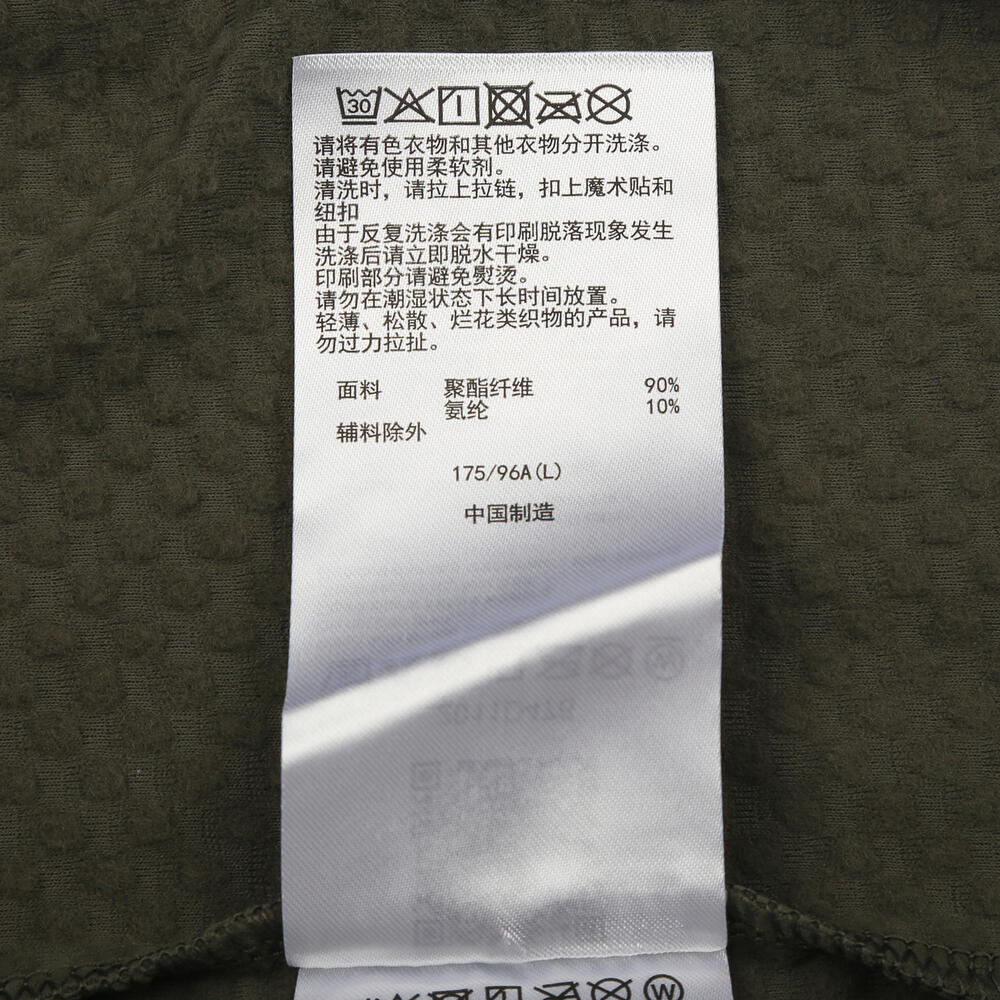 30
请将有色衣物和其他衣物分开洗涤。
请避免使用柔软剂。
清洗时，请拉上拉链，扣上魔术贴和
纽扣
由于反复洗涤会有印刷脱落现象发生
洗涤后请立即脱水干燥。
印刷部分请避免熨烫。
请勿在潮湿状态下长时间放置。
轻薄、松散、烂花类织物的产品，请
勿过力拉扯。
面料 聚酯纤维 90%
氨纶 10%
辅料除外
175/96A(L)
中国制造
W